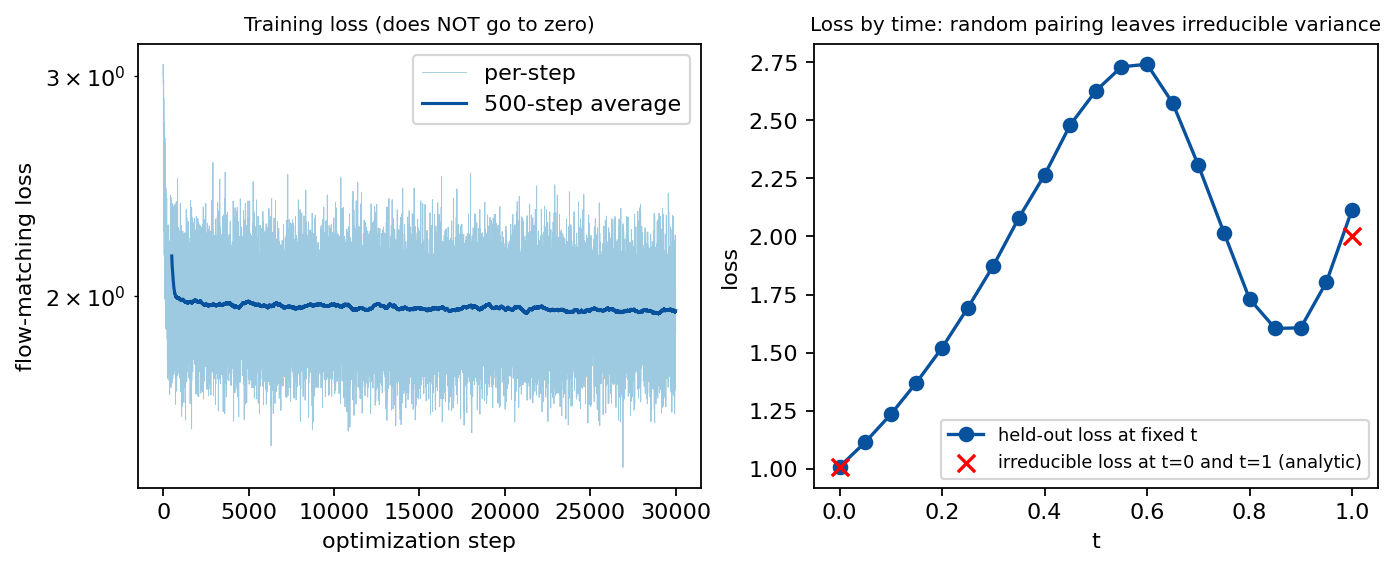 Training loss (does NOT go to zero)
3 × 10⁰
2 × 10⁰
flow-matching loss
per-step
500-step average
0 5000 10000 15000 20000 25000 30000
optimization step
Loss by time: random pairing leaves irreducible variance
2.75
2.50
2.25
2.00
1.75
1.50
1.25
1.00
loss
held-out loss at fixed t
irreducible loss at t=0 and t=1 (analytic)
0.0 0.2 0.4 0.6 0.8 1.0
t